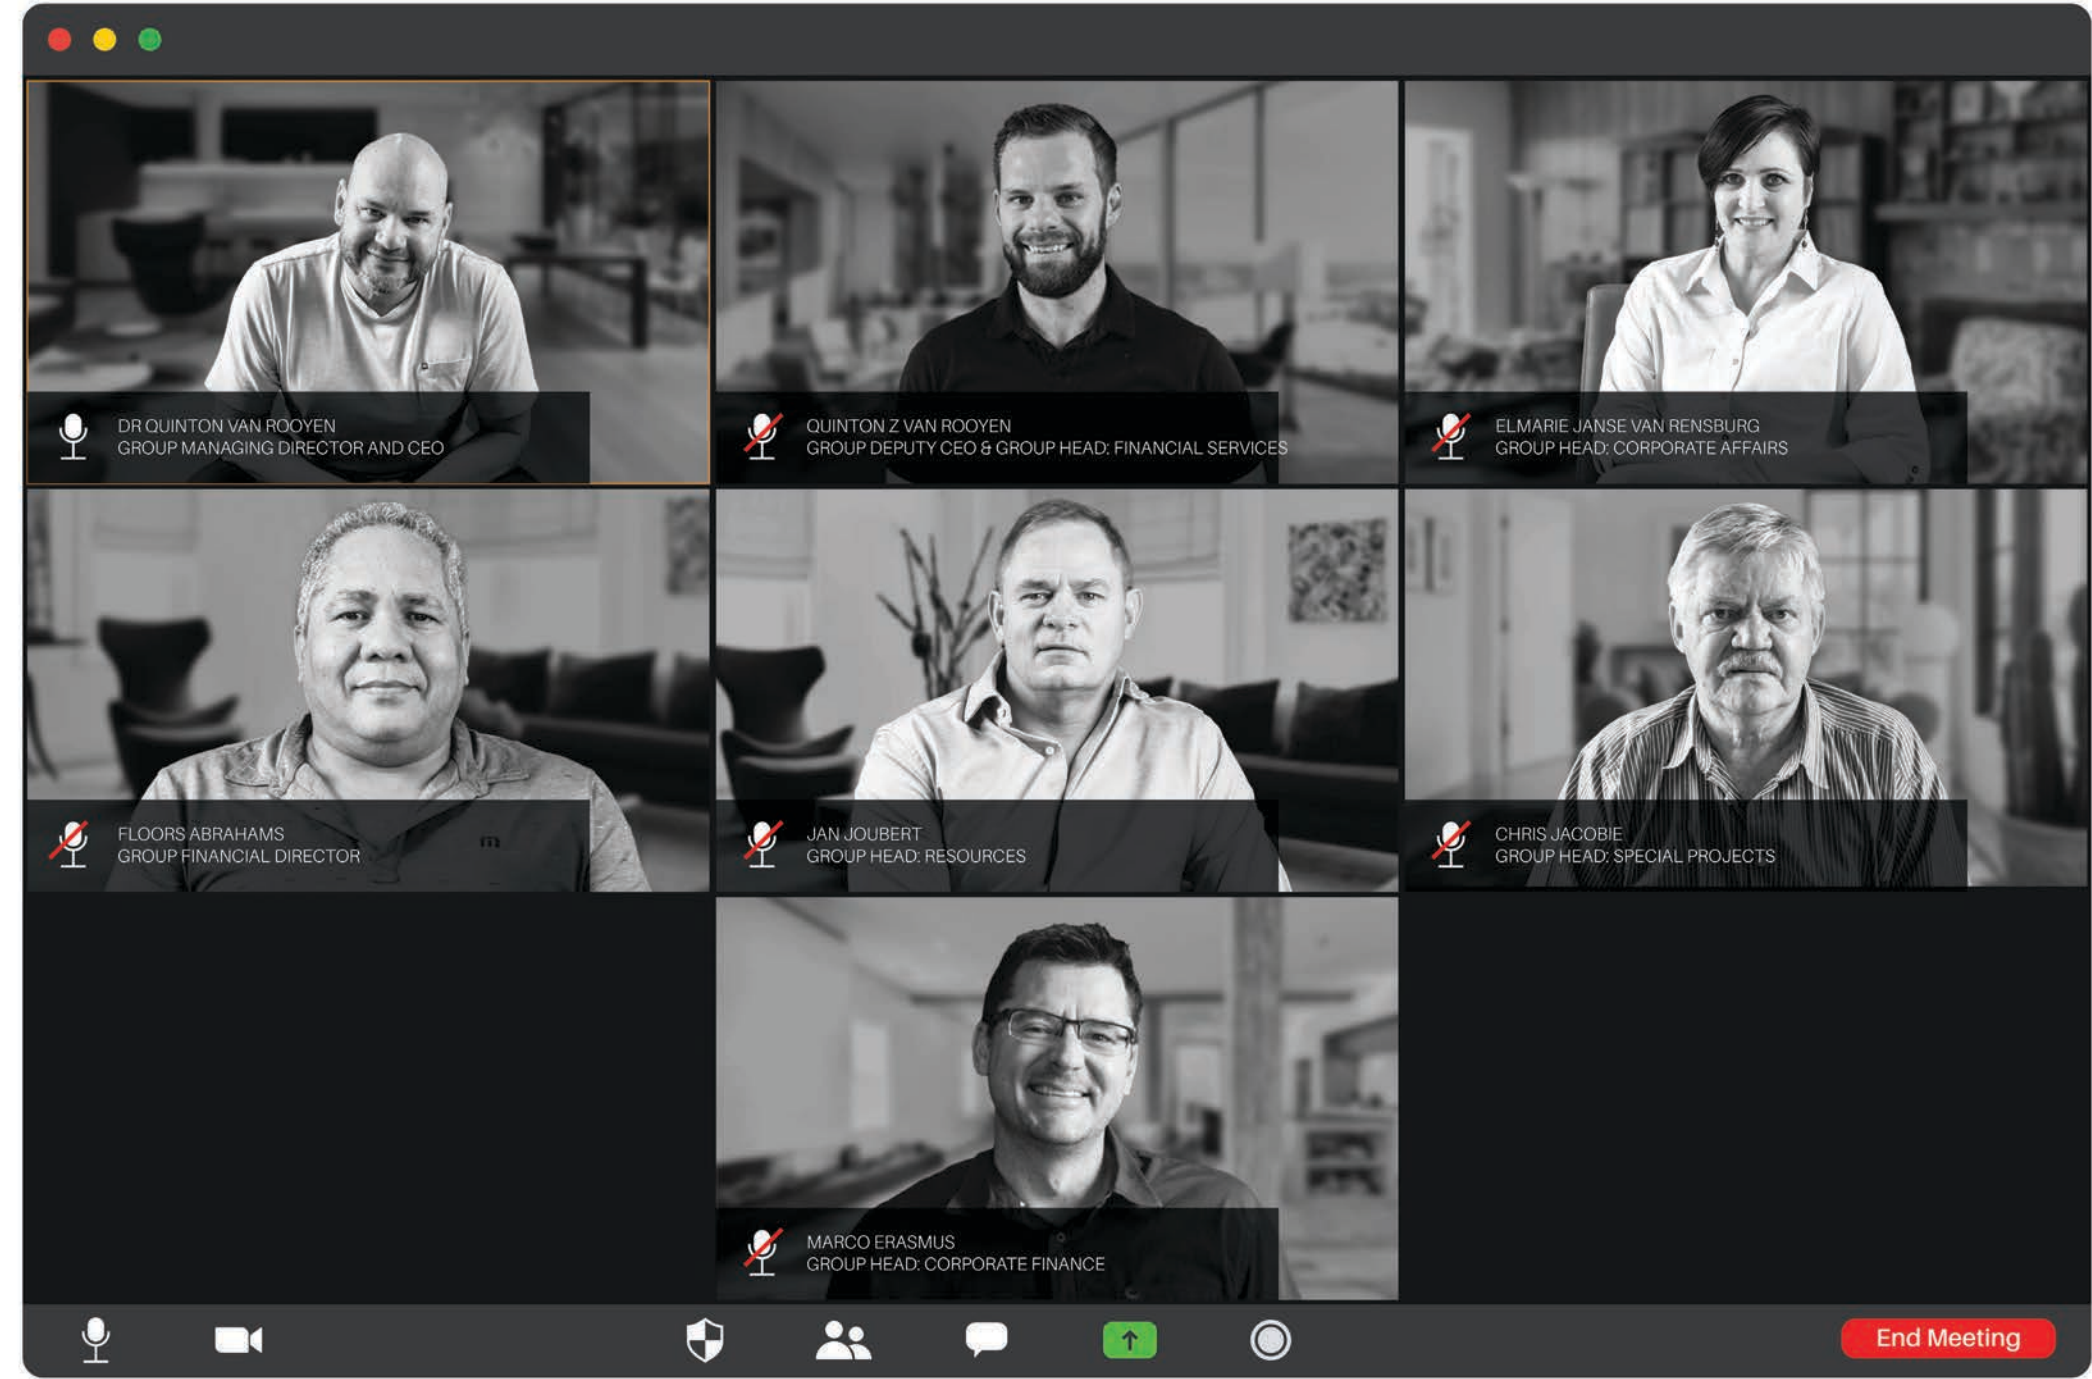 DR QUINTON VAN ROOYEN
GROUP MANAGING DIRECTOR AND CEO
QUINTON Z VAN ROOYEN
GROUP DEPUTY CEO & GROUP HEAD: FINANCIAL SERVICES
ELMARIE JANSE VAN RENSBURG
GROUP HEAD: CORPORATE AFFAIRS
FLOORS ABRAHAMS
GROUP FINANCIAL DIRECTOR
m
JAN JOUBERT
GROUP HEAD: RESOURCES
CHRIS JACOBIE
GROUP HEAD: SPECIAL PROJECTS
MARCO ERASMUS
GROUP HEAD: CORPORATE FINANCE
End Meeting